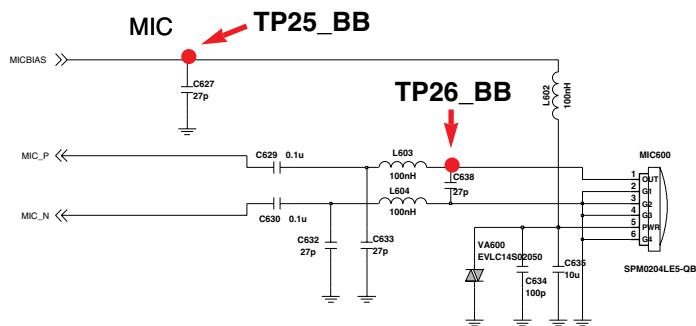 MIC
TP25_BB
MICBIAS
C627
27p
L602
100nH
TP26_BB
MIC_P
C629 0.1u
L603
100nH
C638
27p
MIC600
1 OUT
2 G1
3 G2
4 G3
5 PWR
6 G4
SPM0204LE5-QB
L604
100nH
MIC_N
C630 0.1u
C632
27p
C633
27p
VA600
EVLC14S02050
C634
100p
C635
10u